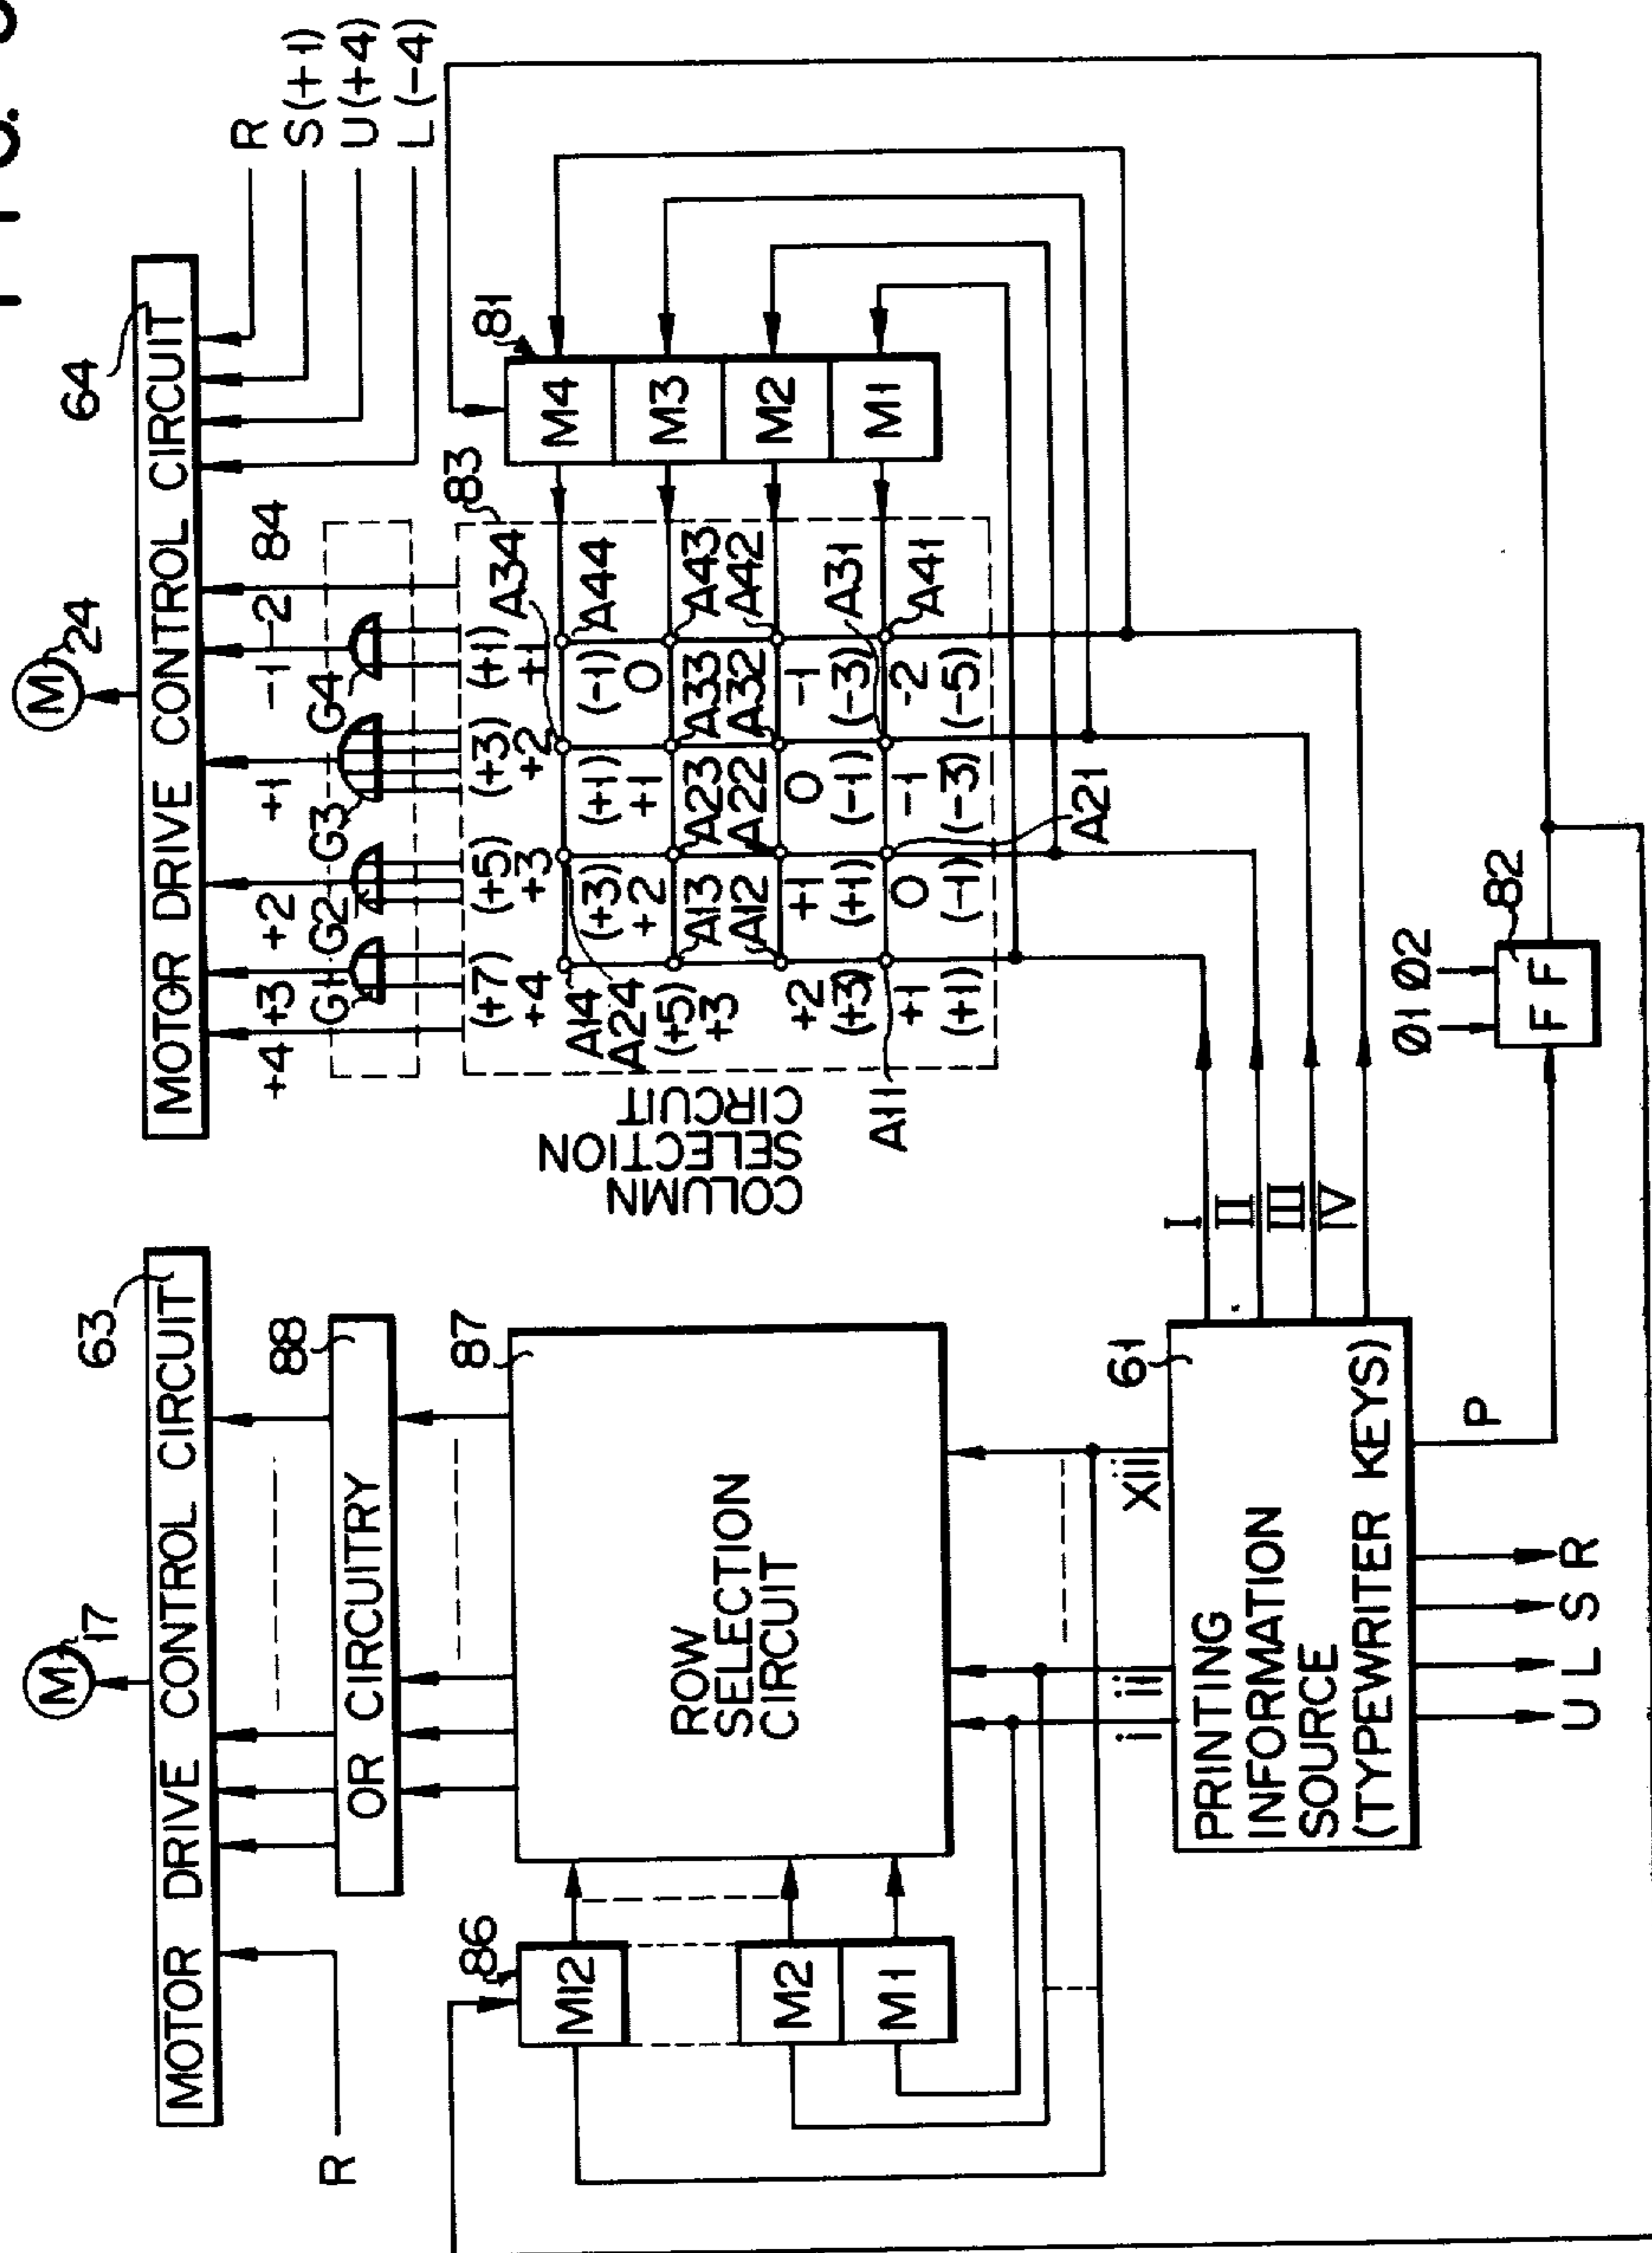 M 17
M 24
MOTOR DRIVE CONTROL CIRCUIT 63
MOTOR DRIVE CONTROL CIRCUIT 64
R
R
S(+1)
U(+4)
L(-4)
OR CIRCUITRY 88
+4 +3 +2 +1 -1 -2 84
G1 G2 G3 G4
86
87
83
81
M12
M2
M1
ROW
SELECTION
CIRCUIT
COLUMN
SELECTION
CIRCUIT
(+7) (+5) (+3) (+1)
+4 +3 +2 +1
A34
A14
A24
A44
(+5) (+3) (+1) (-1)
+3 +2 +1 0
A13 A23 A33 A43
A12 A22 A32 A42
+2 +1 0 -1
(+3) (+1) (-1) (-3)
A31
A11
+1 0 -1 -2
A41
(+1) (-1) (-3) (-5)
A21
M4
M3
M2
M1
i ii xii
61
PRINTING
INFORMATION
SOURCE
(TYPEWRITER KEYS)
I
II
III
IV
P
Ø1 Ø2
F F 82
U L S R